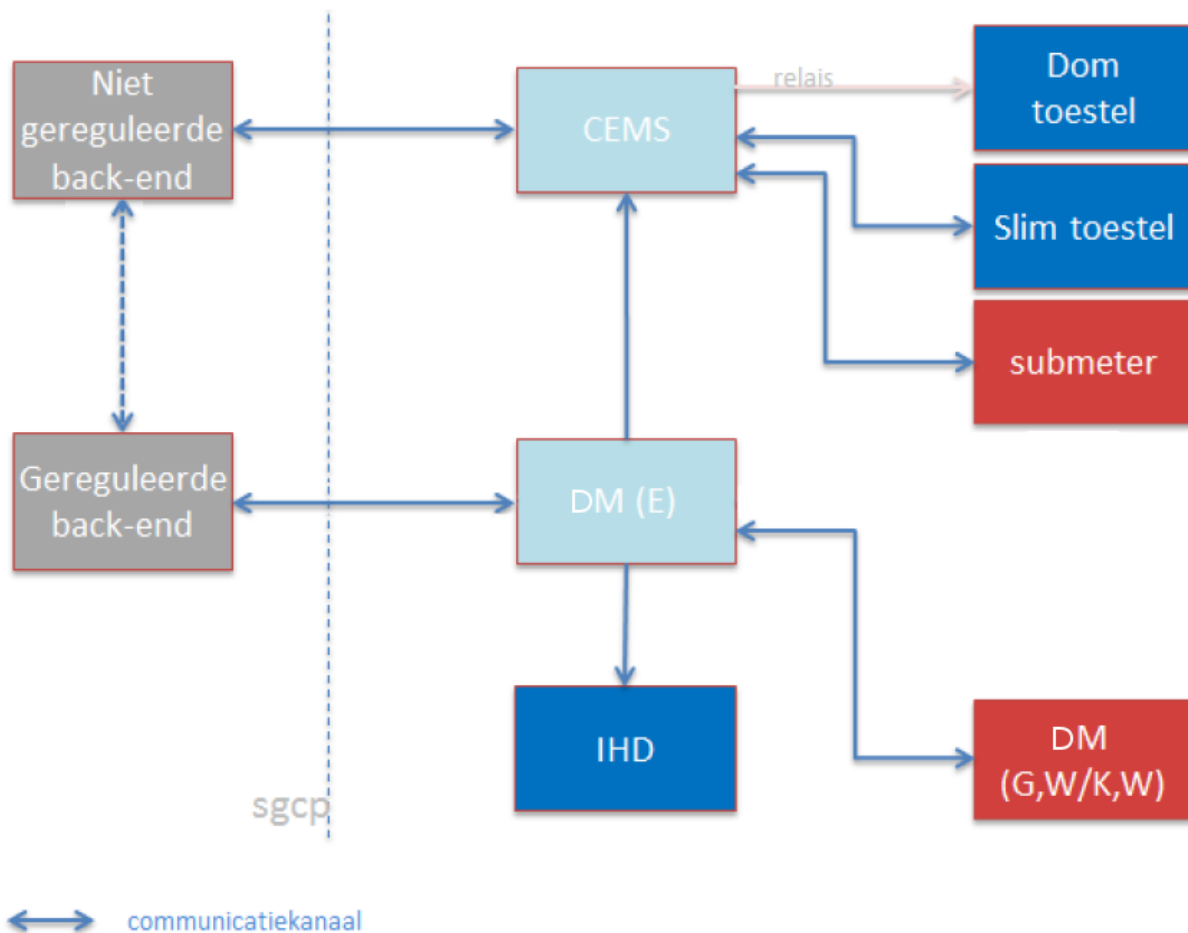 Niet
gereguleerde
back-end
CEMS
relais
Dom
toestel
Slim toestel
submeter
Gereguleerde
back-end
DM (E)
IHD
DM
(G,W/K,W)
sgcp
communicatiekanaal